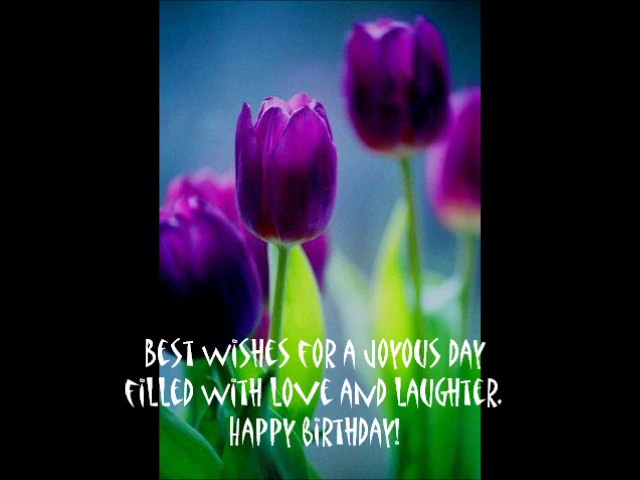 BEST WISHES FOR A JOYOUS DAY
FILLED WITH LOVE AND LAUGHTER.
HAPPY BIRTHDAY!